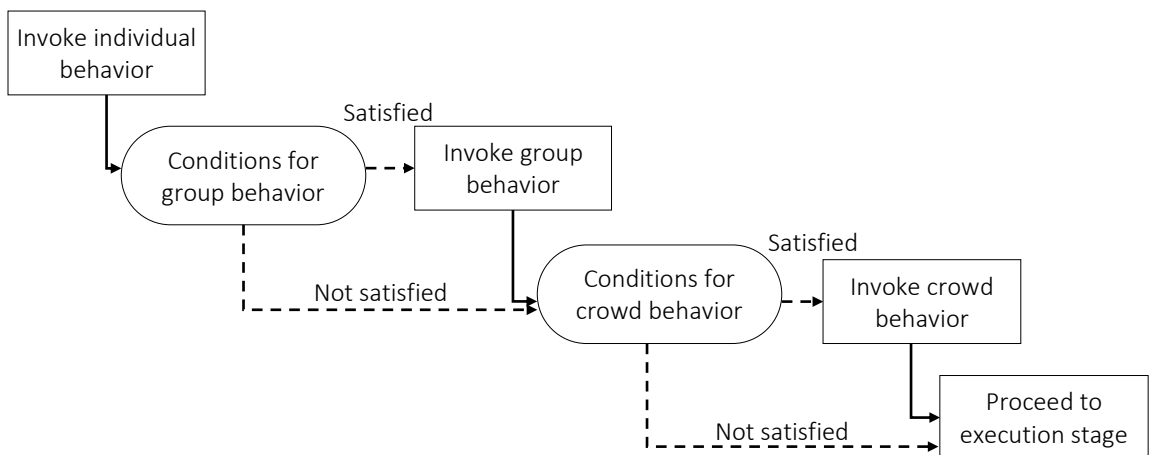 Invoke individual
behavior
Satisfied
Conditions for
group behavior
Invoke group
behavior
Not satisfied
Satisfied
Conditions for
crowd behavior
Invoke crowd
behavior
Not satisfied
Proceed to
execution stage